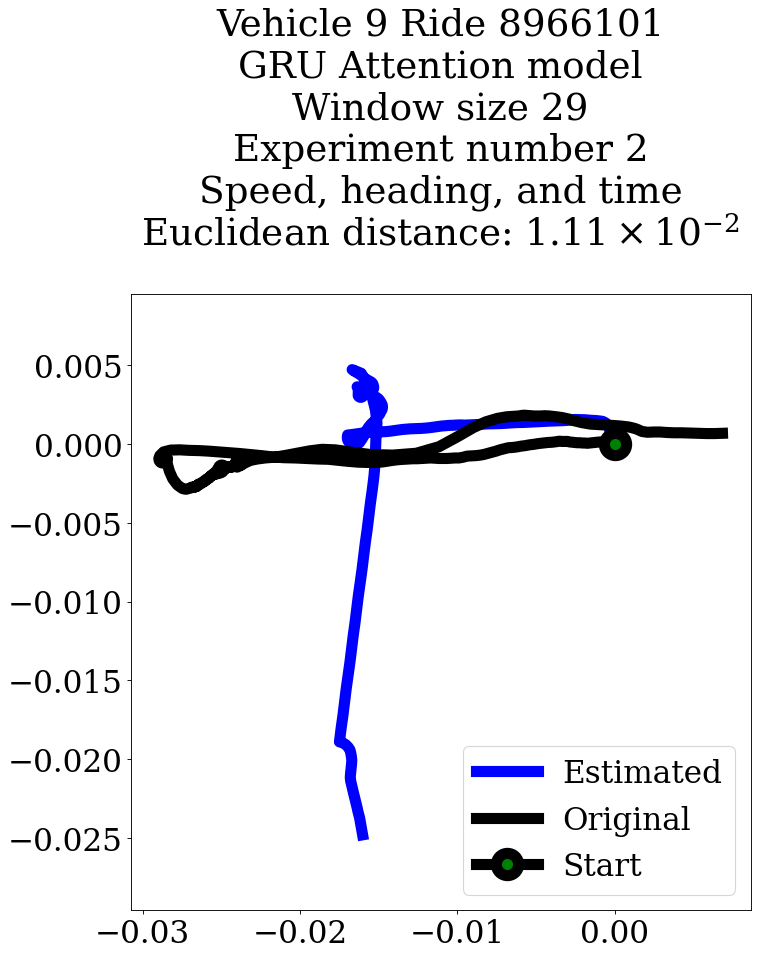 Vehicle 9 Ride 8966101
GRU Attention model
Window size 29
Experiment number 2
Speed, heading, and time
Euclidean distance: 1.11 × 10⁻²
0.005
0.000
−0.005
−0.010
−0.015
−0.020
−0.025
Estimated
Original
Start
−0.03
−0.02
−0.01
0.00